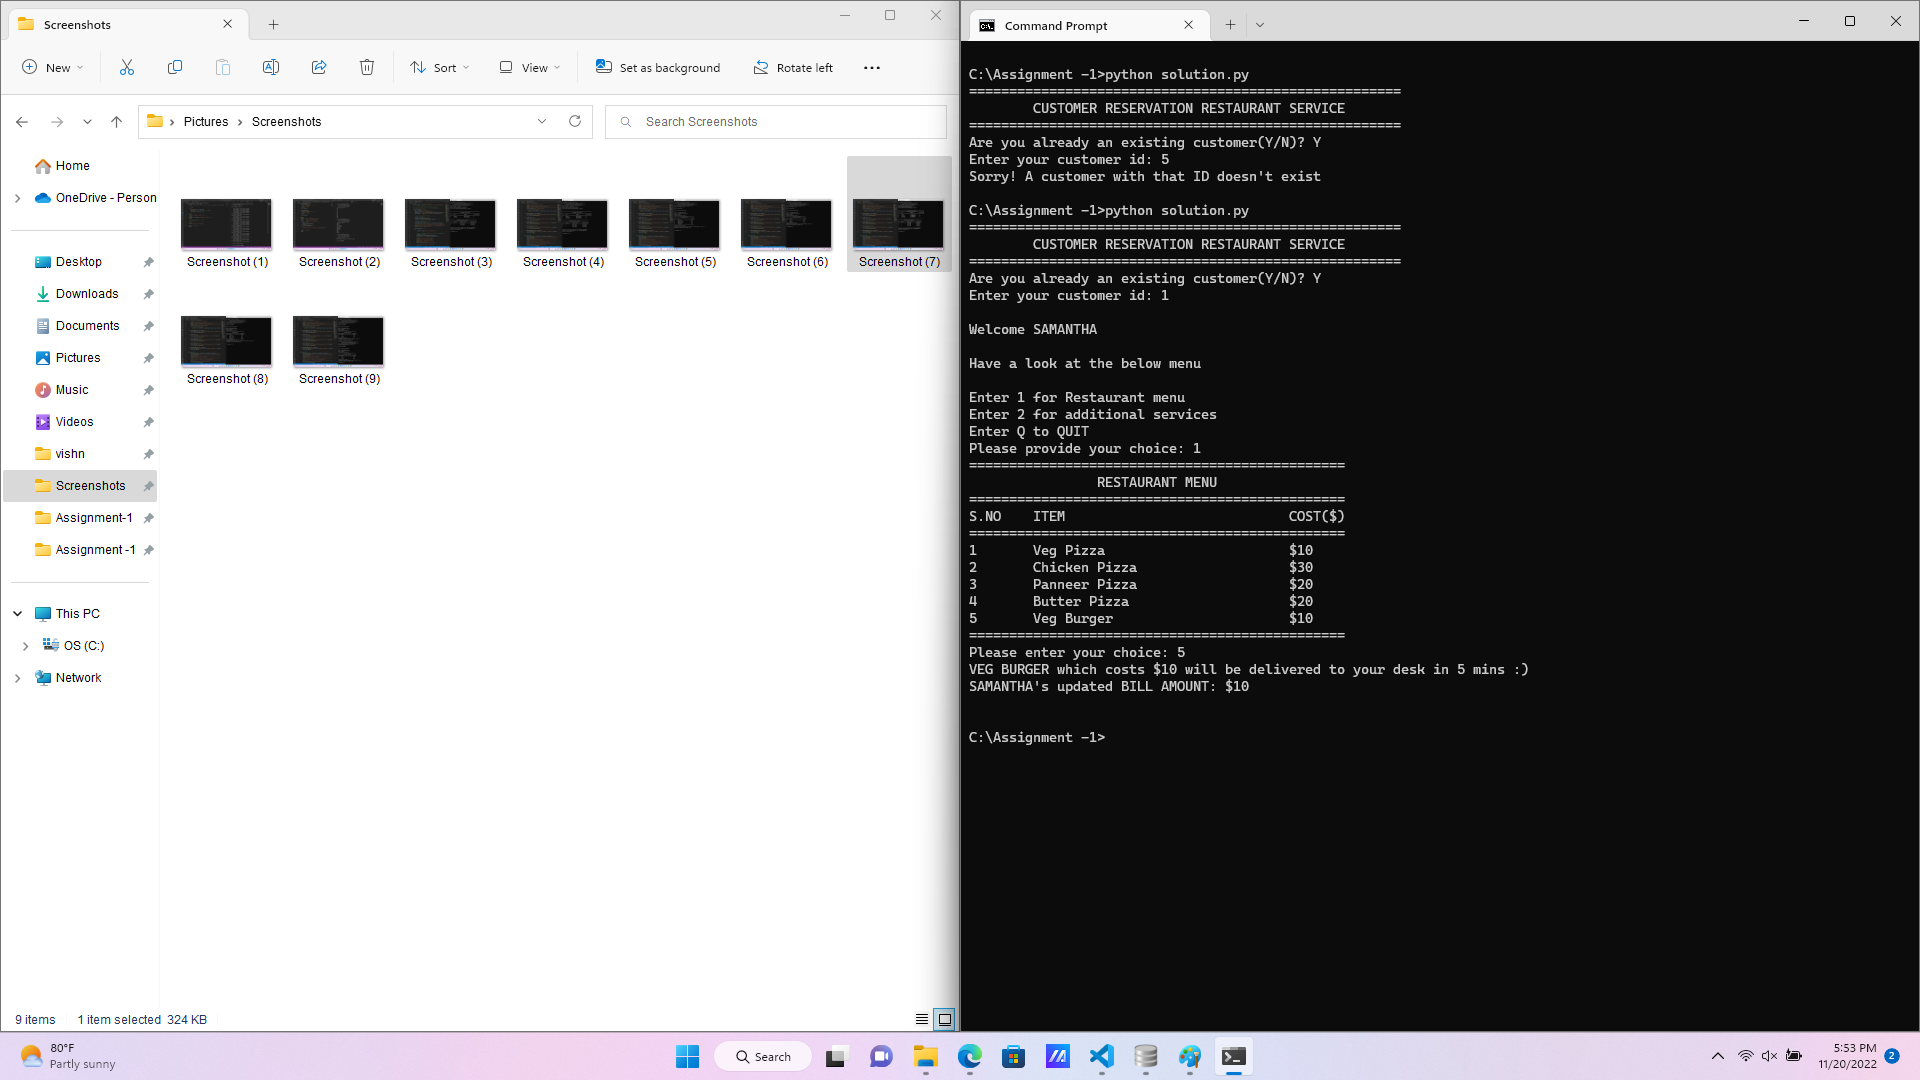 Screenshots
New
Sort
View
Set as background
Rotate left
Pictures
Screenshots
Search Screenshots
Home
OneDrive - Person
Desktop
Downloads
Documents
Pictures
Music
Videos
vishn
Screenshots
Assignment-1
Assignment -1
This PC
OS (C:)
Network
Screenshot (1)
Screenshot (2)
Screenshot (3)
Screenshot (4)
Screenshot (5)
Screenshot (6)
Screenshot (7)
Screenshot (8)
Screenshot (9)
9 items
1 item selected 324 KB
Command Prompt
C:\Assignment -1>python solution.py
======================================================
CUSTOMER RESERVATION RESTAURANT SERVICE
======================================================
Are you already an existing customer(Y/N)? Y
Enter your customer id: 5
Sorry! A customer with that ID doesn't exist
C:\Assignment -1>python solution.py
======================================================
CUSTOMER RESERVATION RESTAURANT SERVICE
======================================================
Are you already an existing customer(Y/N)? Y
Enter your customer id: 1
Welcome SAMANTHA
Have a look at the below menu
Enter 1 for Restaurant menu
Enter 2 for additional services
Enter Q to QUIT
Please provide your choice: 1
===============================================
RESTAURANT MENU
===============================================
S.NO ITEM COST($)
===============================================
1 Veg Pizza $10
2 Chicken Pizza $30
3 Panneer Pizza $20
4 Butter Pizza $20
5 Veg Burger $10
===============================================
Please enter your choice: 5
VEG BURGER which costs $10 will be delivered to your desk in 5 mins :)
SAMANTHA's updated BILL AMOUNT: $10
C:\Assignment -1>
80°F
Partly sunny
Search
5:53 PM
11/20/2022
2